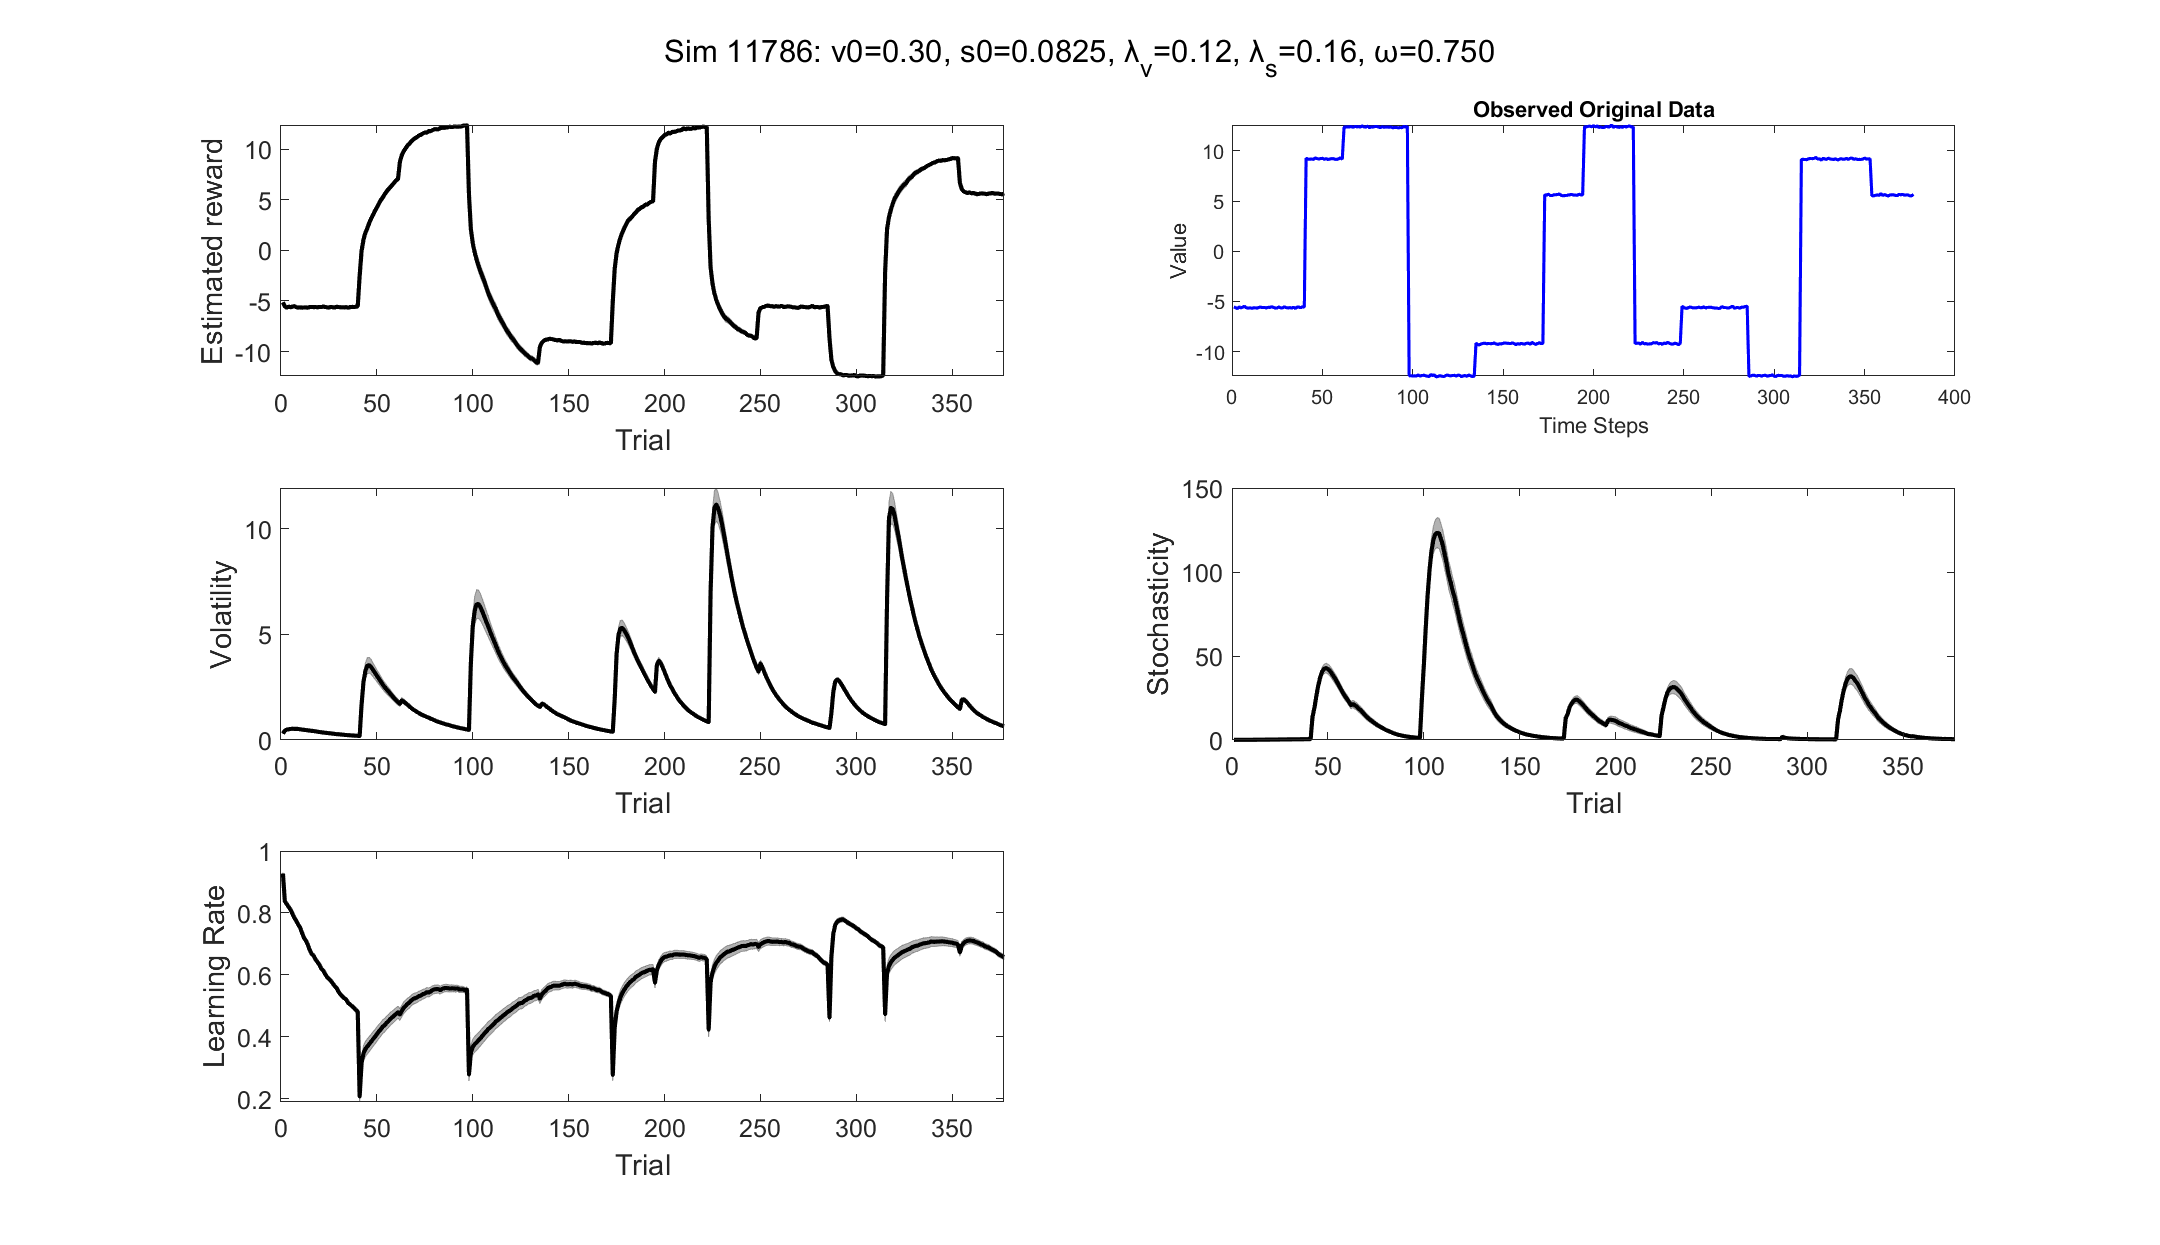 Sim 11786: v0=0.30, s0=0.0825, λv=0.12, λs=0.16, ω=0.750
Estimated reward
10
5
0
-5
-10
0 50 100 150 200 250 300 350
Trial
Observed Original Data
Value
10
5
0
-5
-10
0 50 100 150 200 250 300 350 400
Time Steps
Volatility
10
5
0
0 50 100 150 200 250 300 350
Trial
Stochasticity
150
100
50
0
0 50 100 150 200 250 300 350
Trial
Learning Rate
1
0.8
0.6
0.4
0.2
0 50 100 150 200 250 300 350
Trial